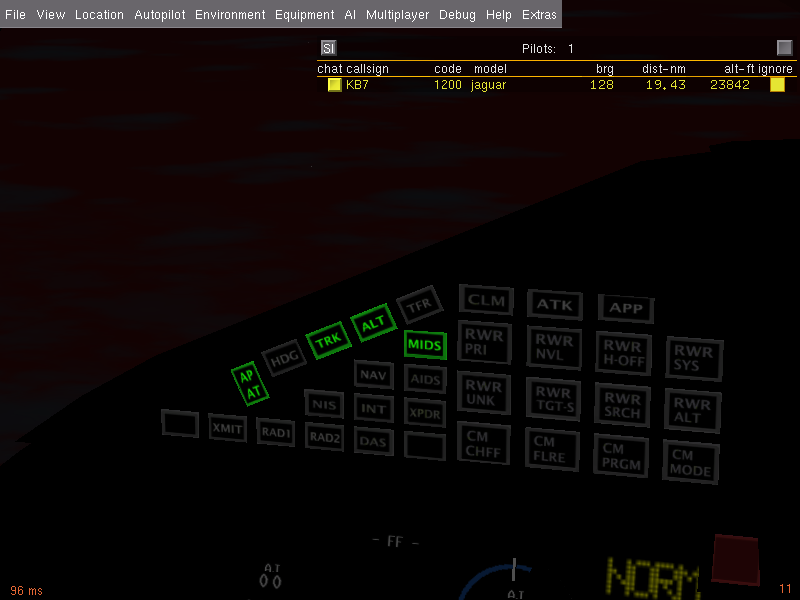 File View Location Autopilot Environment Equipment AI Multiplayer Debug Help Extras
SI Pilots: 1
chat callsign code model brg dist-nm alt-ft ignore
KB7 1200 jaguar 128 19,43 23842
CLM ATK APP
TFR
ALT
TRK
HDG
AP
AT
MIDS
RWR
PRI
RWR
NVL
RWR
H-OFF
RWR
SYS
NAV AIDS
RWR
UNK
RWR
TGT-S
RWR
SRCH
RWR
ALT
NIS INT XPDR
XMIT RAD1 RAD2 DAS
CM
CHFF
CM
FLRE
CM
PRGM
CM
MODE
- FF -
A.T
00
A.T
NORM
96 ms 11